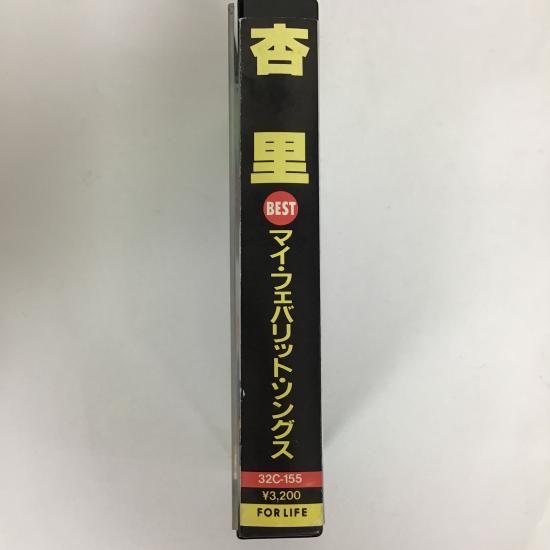 杏里
BEST
マイ・フェバリット・ソングス
32C-155
¥3,200
FOR LIFE